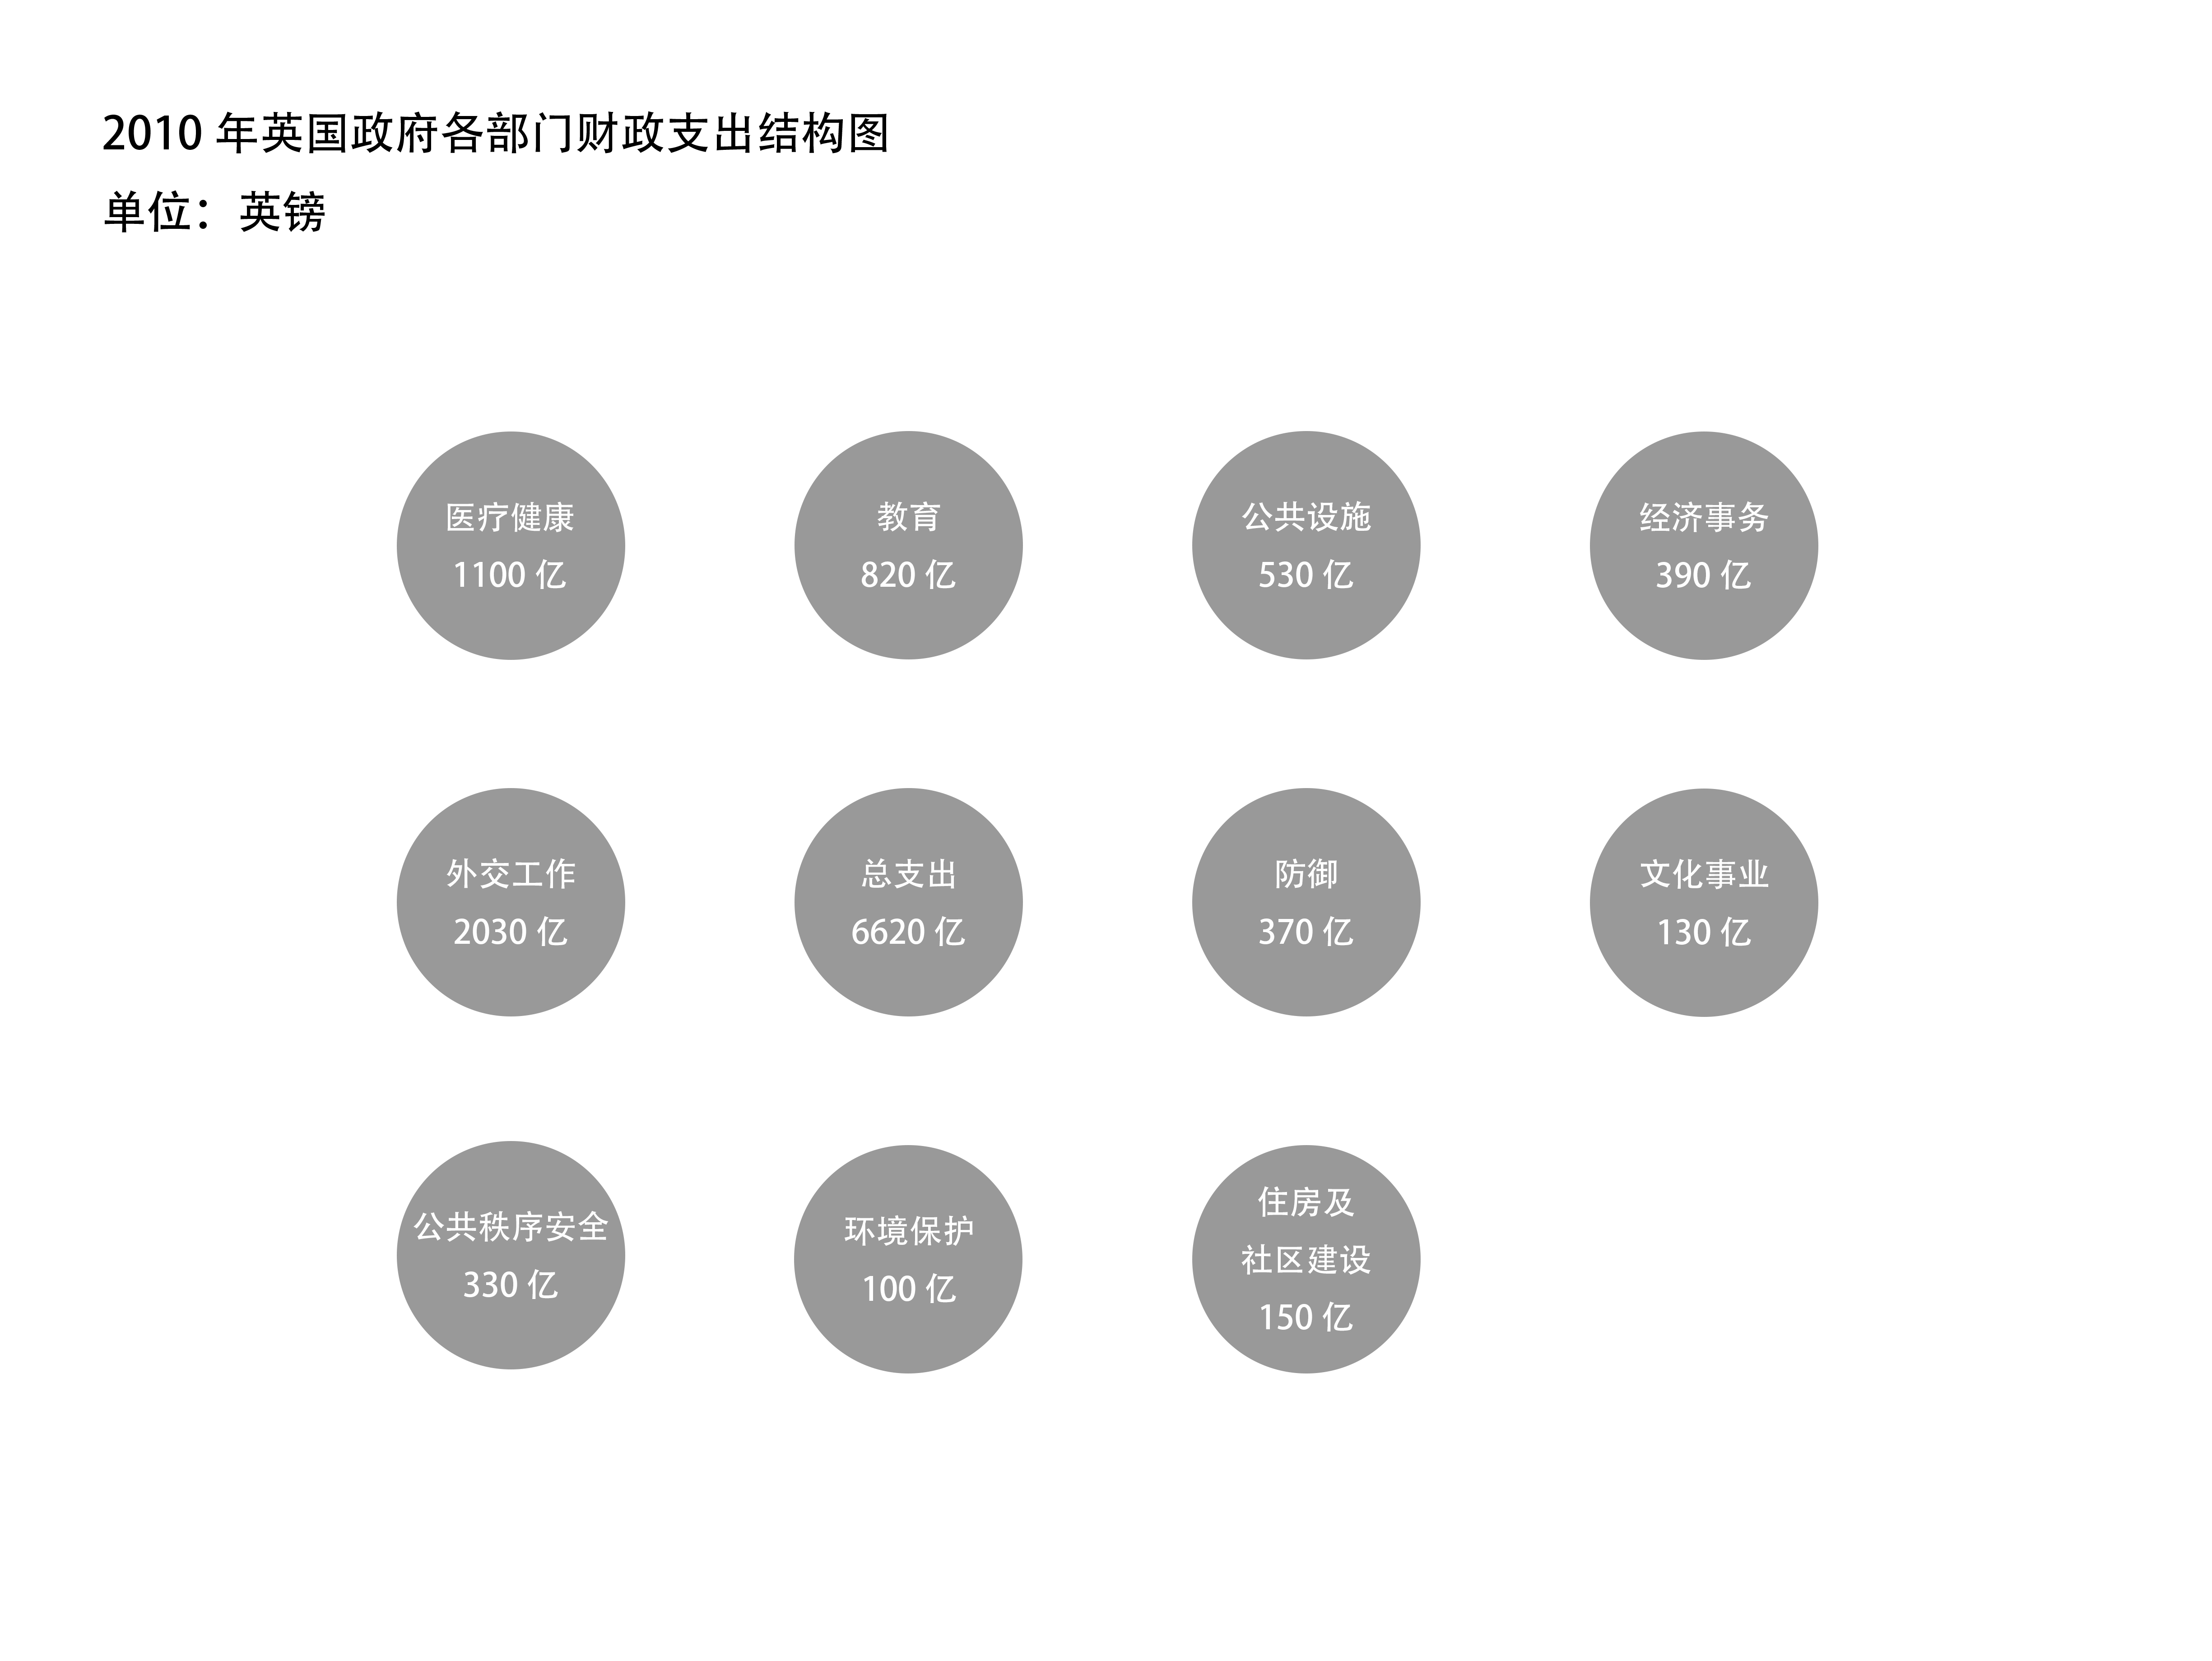 2010 年英国政府各部门财政支出结构图
单位：英镑
医疗健康
1100 亿
教育
820 亿
公共设施
530 亿
经济事务
390 亿
外交工作
2030 亿
总支出
6620 亿
防御
370 亿
文化事业
130 亿
公共秩序安全
330 亿
环境保护
100 亿
住房及
社区建设
150 亿